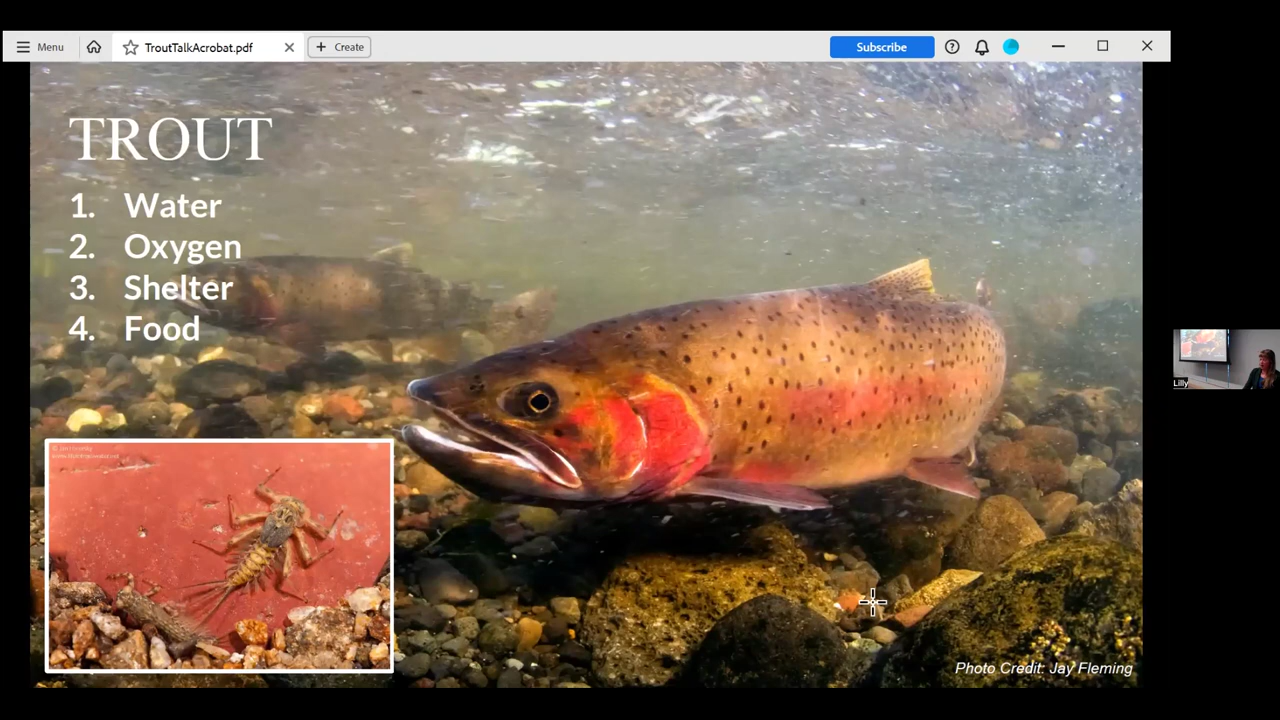 Menu
TroutTalkAcrobat.pdf
Create
Subscribe
TROUT
1. Water
2. Oxygen
3. Shelter
4. Food
Lilly
Photo Credit: Jay Fleming